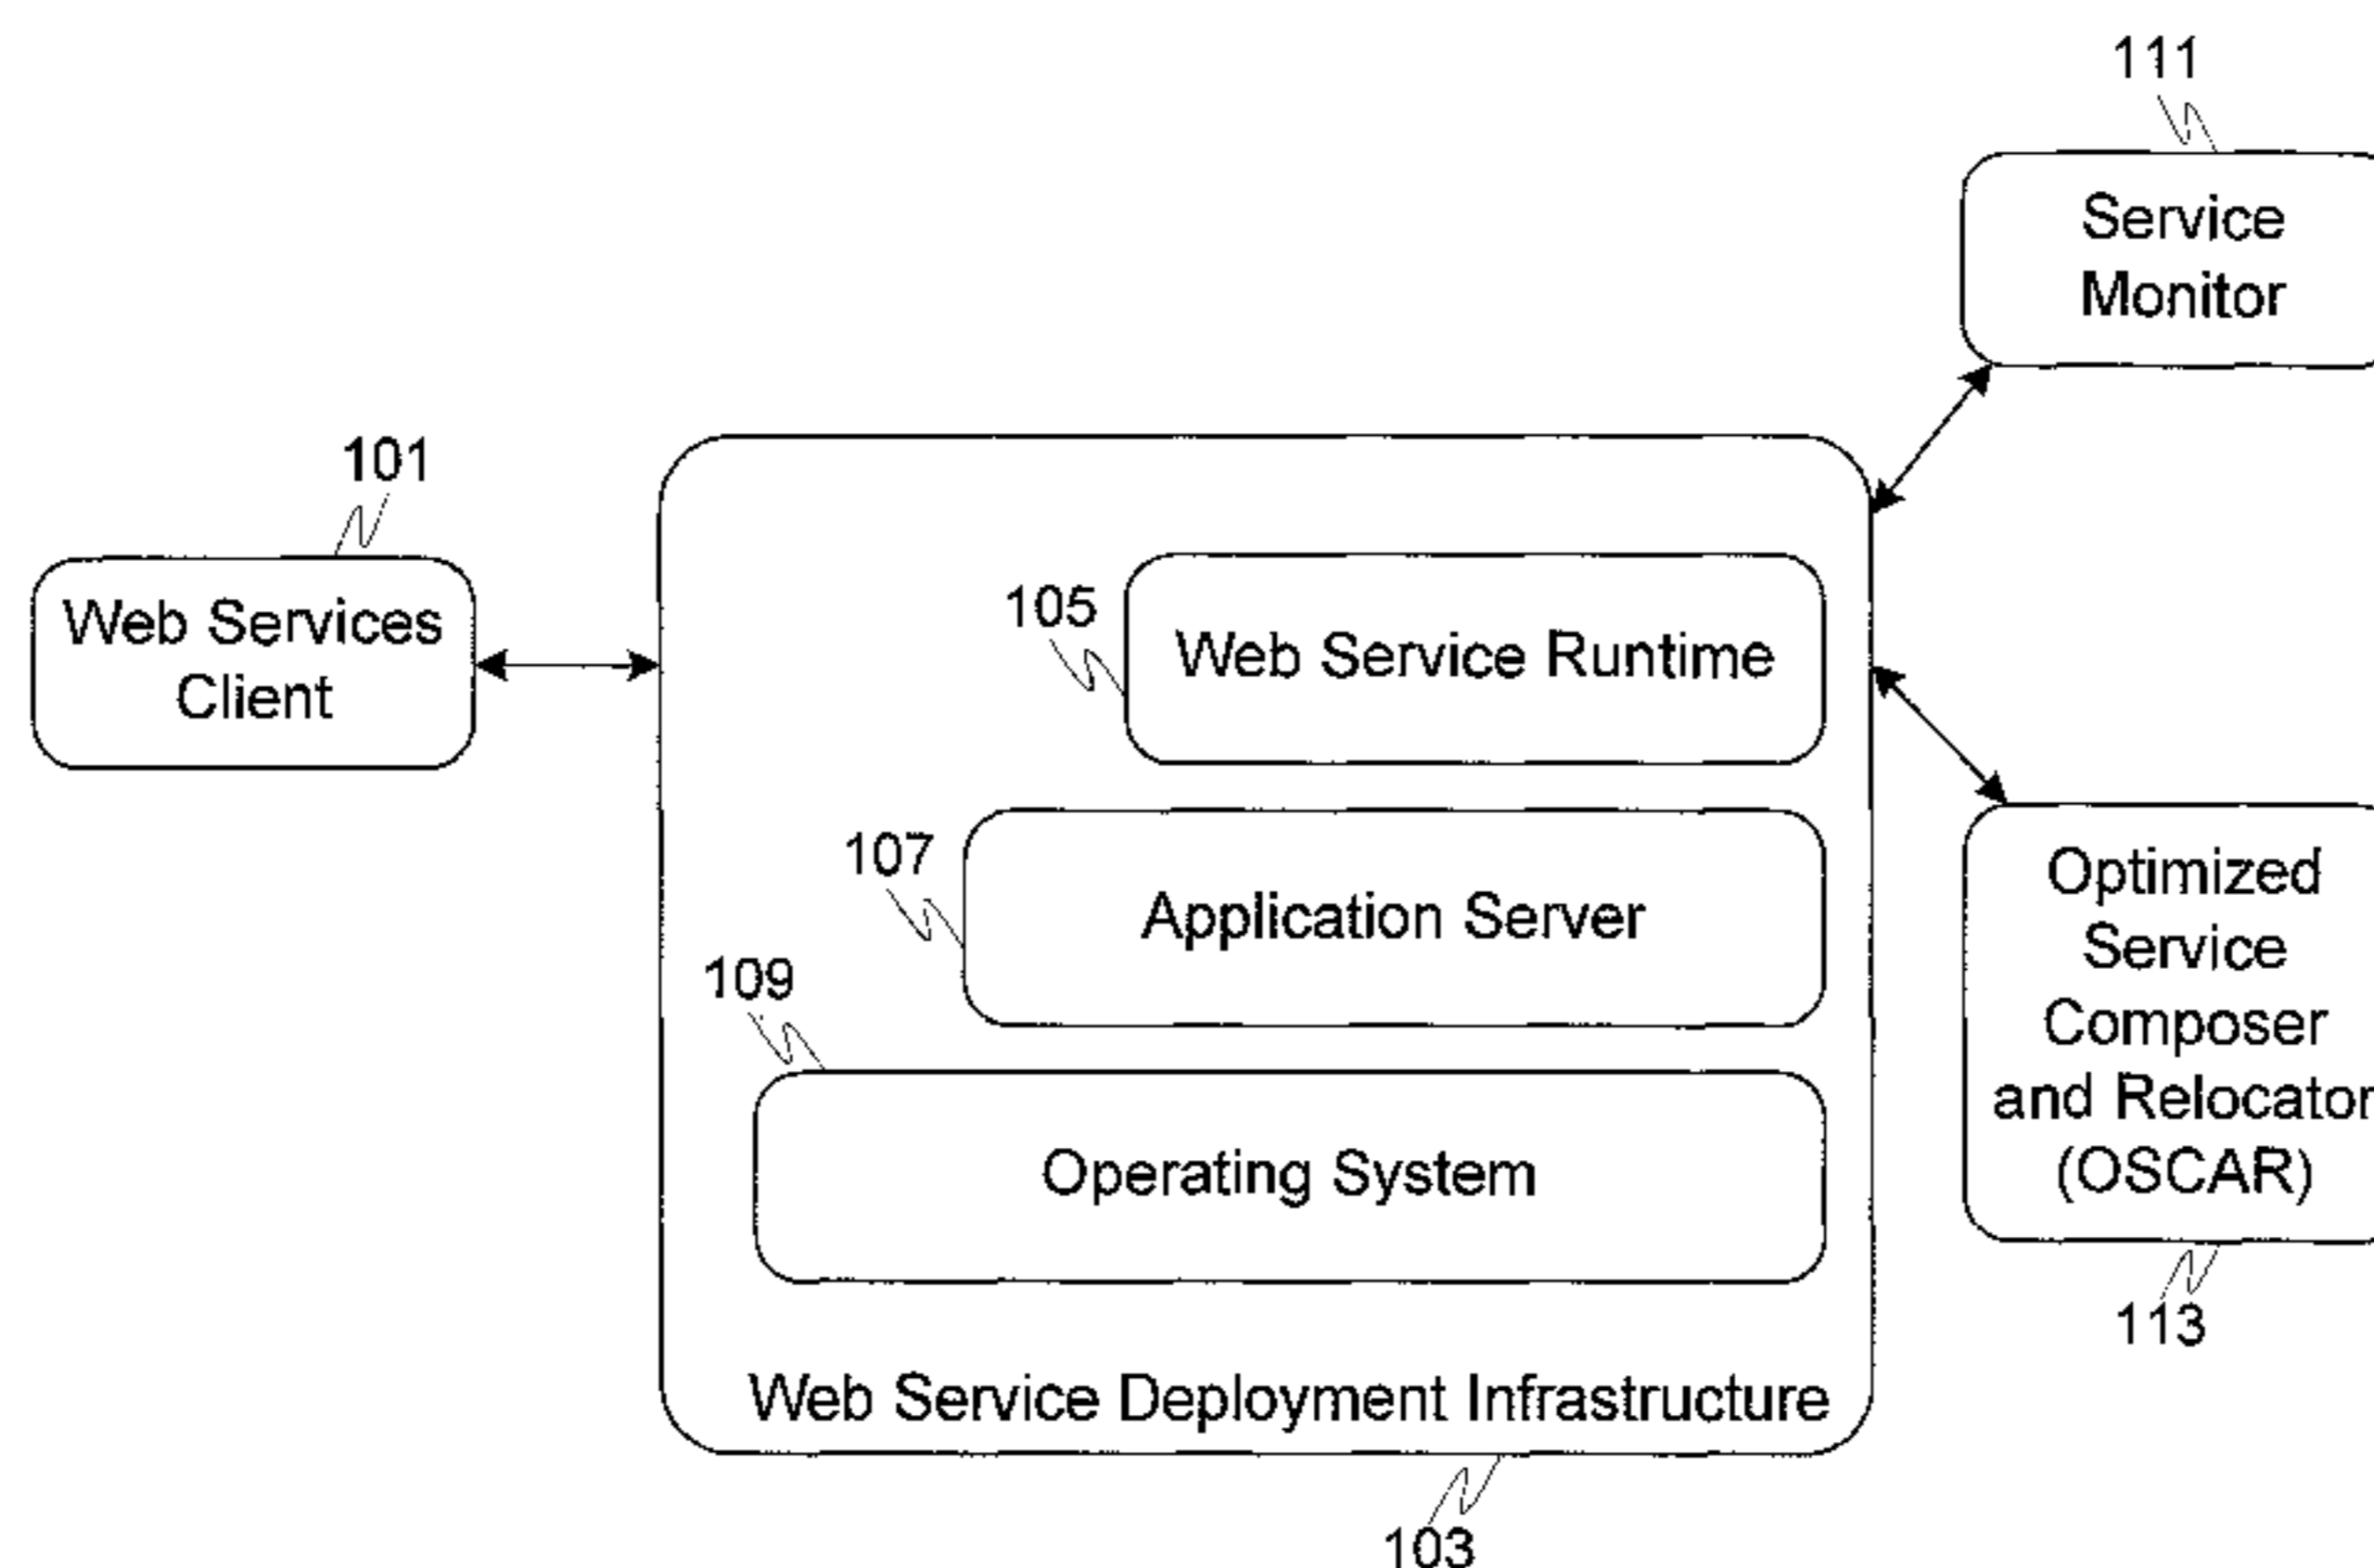 111
Service
Monitor
101
Web Services
Client
105
Web Service Runtime
107
Application Server
109
Operating System
Optimized
Service
Composer
and Relocator
(OSCAR)
113
Web Service Deployment Infrastructure
103